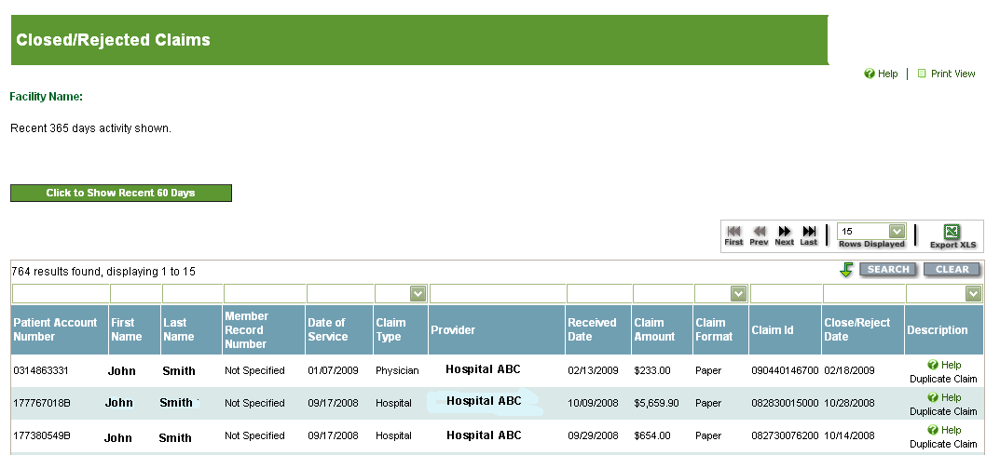 Closed/Rejected Claims
Help | Print View
Facility Name:
Recent 365 days activity shown.
Click to Show Recent 60 Days
First Prev Next Last 15 Rows Displayed Export XLS
764 results found, displaying 1 to 15 SEARCH CLEAR
Patient Account Number First Name Last Name Member Record Number Date of Service Claim Type Provider Received Date Claim Amount Claim Format Claim Id Close/Reject Date Description
0314863331 John Smith Not Specified 01/07/2009 Physician Hospital ABC 02/13/2009 $233.00 Paper 090440146700 02/18/2009 Help Duplicate Claim
177767018B John Smith Not Specified 09/17/2008 Hospital Hospital ABC 10/09/2008 $5,659.90 Paper 082830015000 10/28/2008 Help Duplicate Claim
177380549B John Smith Not Specified 09/17/2008 Hospital Hospital ABC 09/29/2008 $654.00 Paper 082730076200 10/14/2008 Help Duplicate Claim